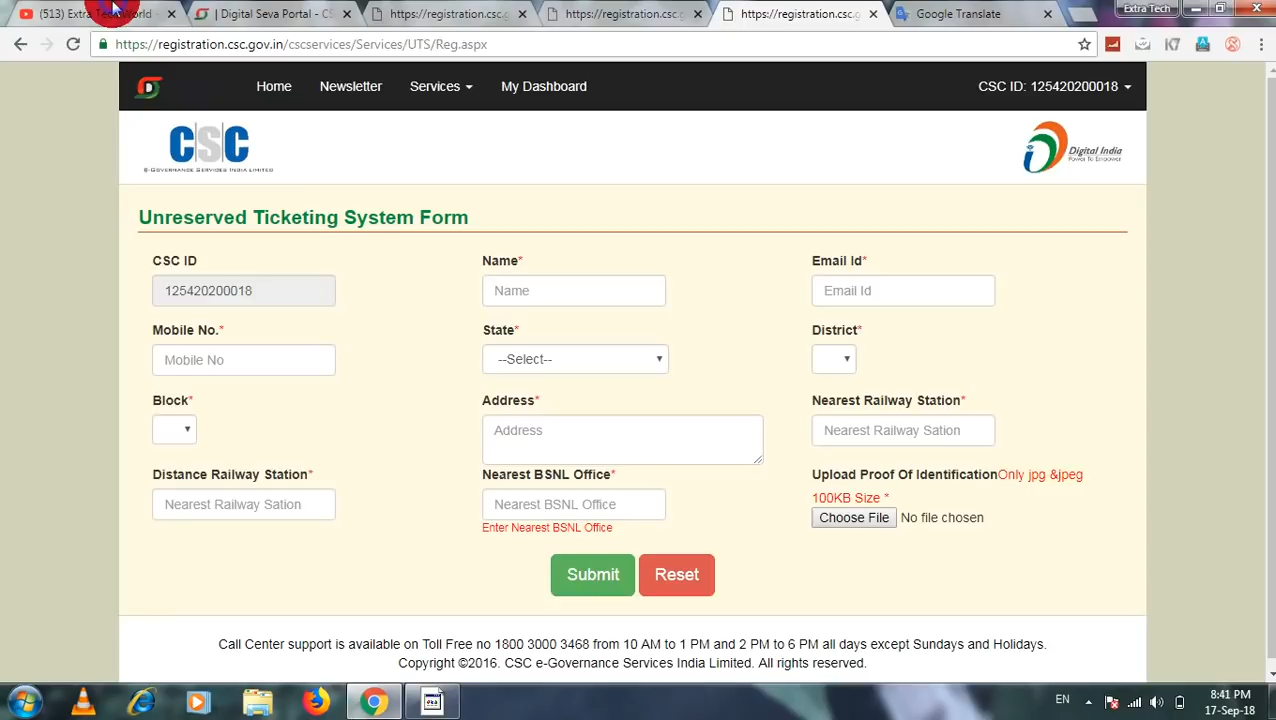 (513) Extra Tech World
[ Digital Seva Portal - CS
https://registration.csc.g
https://registration.csc.g
https://registration.csc.g
Google Translate
Extra Tech
https://registration.csc.gov.in/cscservices/Services/UTS/Reg.aspx
Home
Newsletter
Services
My Dashboard
CSC ID: 125420200018
CSC
E-GOVERNANCE SERVICES INDIA LIMITED
Digital India
Power To Empower
Unreserved Ticketing System Form
CSC ID
Name*
Email Id*
125420200018
Name
Email Id
Mobile No.*
State*
District*
Mobile No
--Select--
Block*
Address*
Nearest Railway Station*
Address
Nearest Railway Sation
Distance Railway Station*
Nearest BSNL Office*
Upload Proof Of IdentificationOnly jpg &jpeg
100KB Size *
Nearest Railway Sation
Nearest BSNL Office
Choose File No file chosen
Enter Nearest BSNL Office
Submit
Reset
Call Center support is available on Toll Free no 1800 3000 3468 from 10 AM to 1 PM and 2 PM to 6 PM all days except Sundays and Holidays.
Copyright ©2016. CSC e-Governance Services India Limited. All rights reserved.
EN
8:41 PM
17-Sep-18